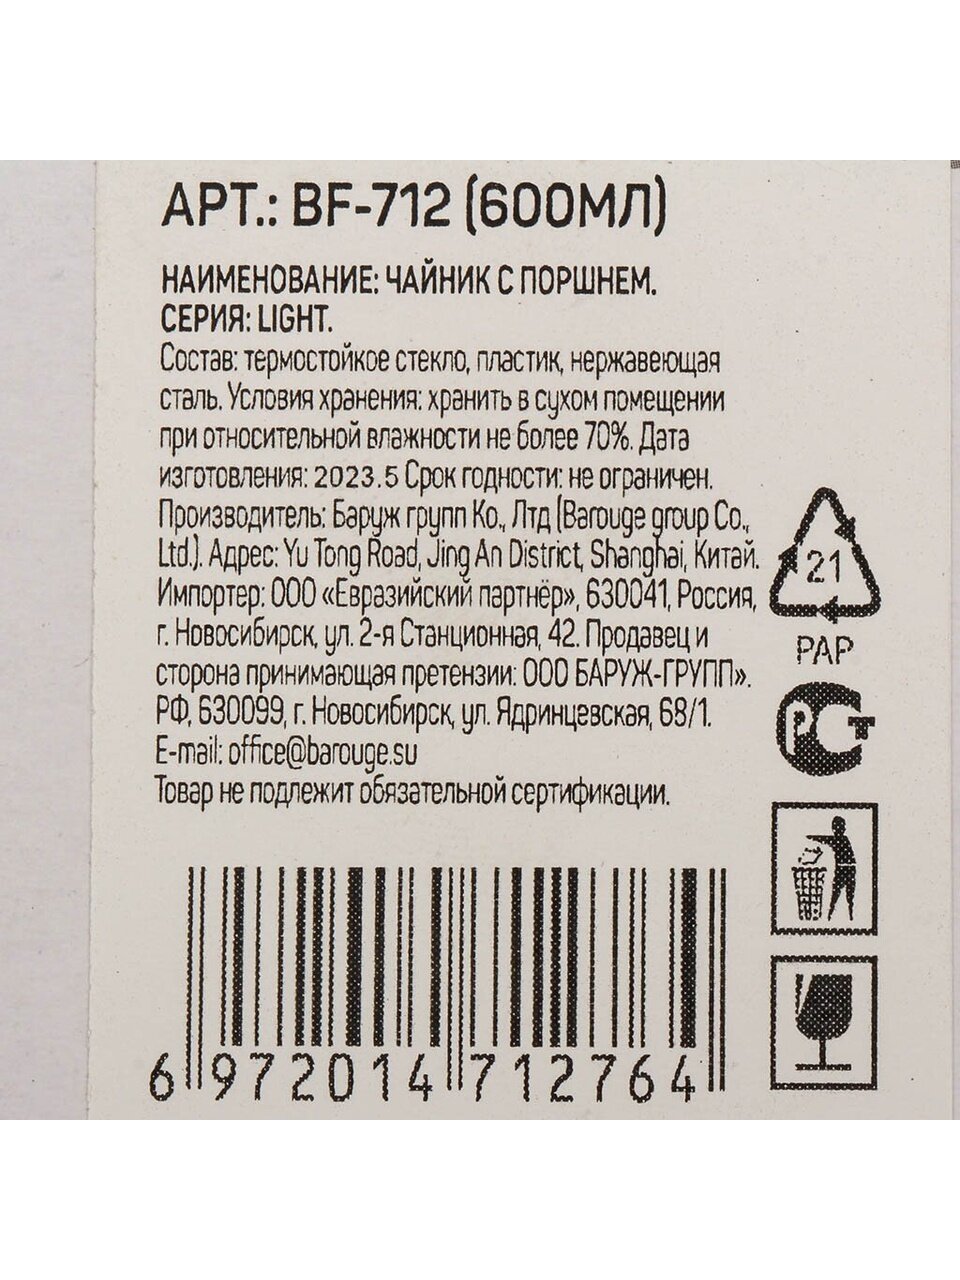 АРТ.: BF-712 (600МЛ)
НАИМЕНОВАНИЕ: ЧАЙНИК С ПОРШНЕМ.
СЕРИЯ: LIGHT.
Состав: термостойкое стекло, пластик, нержавеющая
сталь. Условия хранения: хранить в сухом помещении
при относительной влажности не более 70%. Дата
изготовления: 2023.5 Срок годности: не ограничен.
Производитель: Баруж групп Ко., Лтд (Barouge group Co.,
Ltd.). Адрес: Yu Tong Road, Jing An District, Shanghai, Китай.
Импортер: ООО «Евразийский партнёр», 630041, Россия,
г. Новосибирск, ул. 2-я Станционная, 42. Продавец и
сторона принимающая претензии: ООО БАРУЖ-ГРУПП».
РФ, 630099, г. Новосибирск, ул. Ядринцевская, 68/1.
E-mail: office@barouge.su
Товар не подлежит обязательной сертификации.
21
PAP
РСТ
6 972014 712764